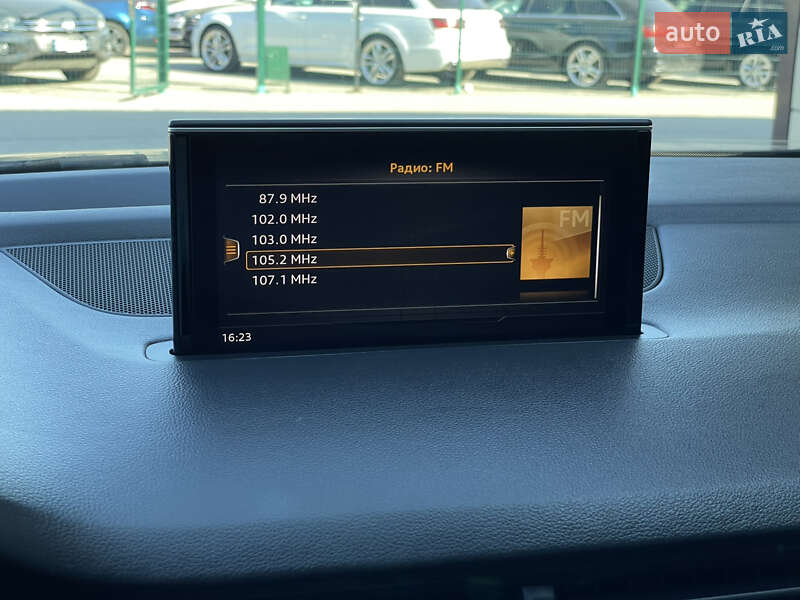 auto RIA.com
Радио: FM
87.9 MHz
102.0 MHz
103.0 MHz
105.2 MHz
107.1 MHz
FM
16:23